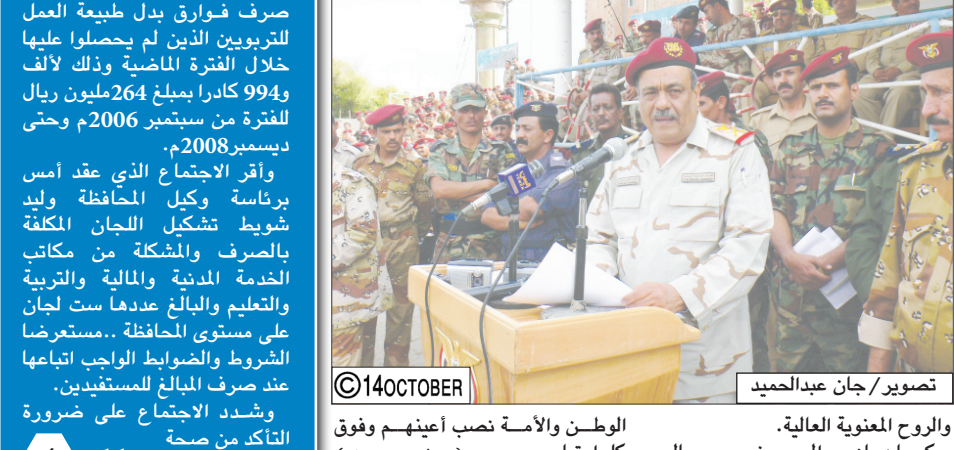 صرف فوارق بدل طبيعة العمل
للتربويين الذين لم يحصلوا عليها
خلال الفترة الماضية وذلك لألف
و994 كادرا بمبلغ 264مليون ريال
للفترة من سبتمبر 2006م وحتى
ديسمبر2008م.
وأقر الاجتماع الذي عقد أمس
برئاسة وكيل المحافظة وليد
شويط تشكيل اللجان المكلفة
بالصرف والمشكلة من مكاتب
الخدمة المدنية والمالية والتربية
والتعليم والبالغ عددها ست لجان
على مستوى المحافظة ..مستعرضا
الشروط والضوابط الواجب اتباعها
عند صرف المبالغ للمستفيدين.
وشدد الاجتماع على ضرورة
التأكد من صحة
©14OCTOBER
تصوير/جان عبدالحميد
والروح المعنوية العالية.
الوطن والأمة نصب أعينهم وفوق